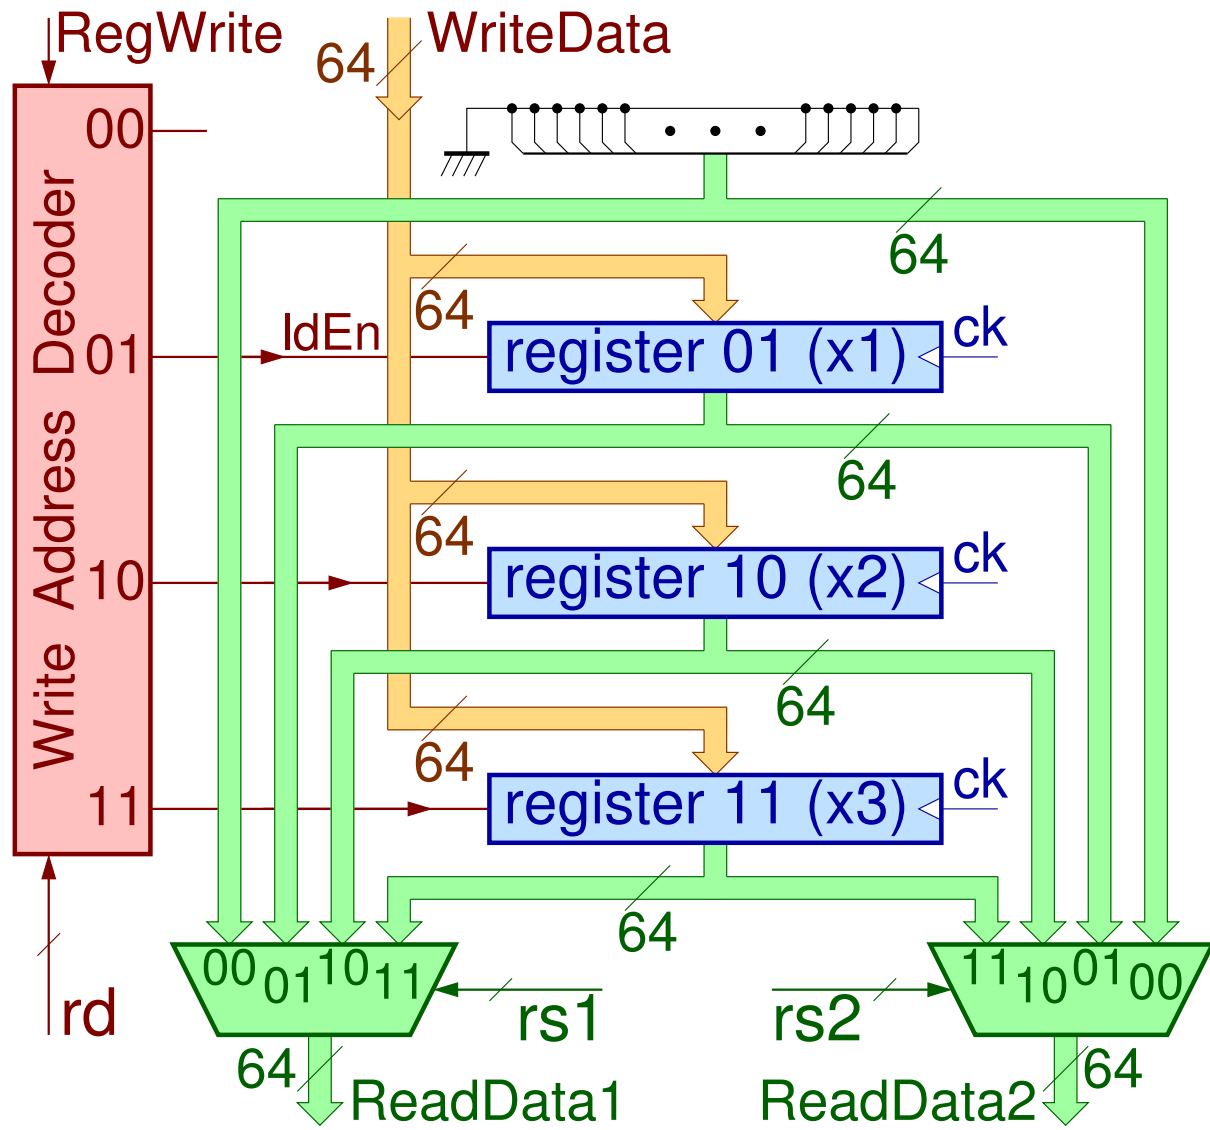 RegWrite
WriteData
64
00
Write Address Decoder
64
64
01
ldEn
register 01 (x1)
ck
64
64
10
register 10 (x2)
ck
64
64
11
register 11 (x3)
ck
64
00 01 10 11
11 10 01 00
rd
rs1
rs2
64
ReadData1
ReadData2
64